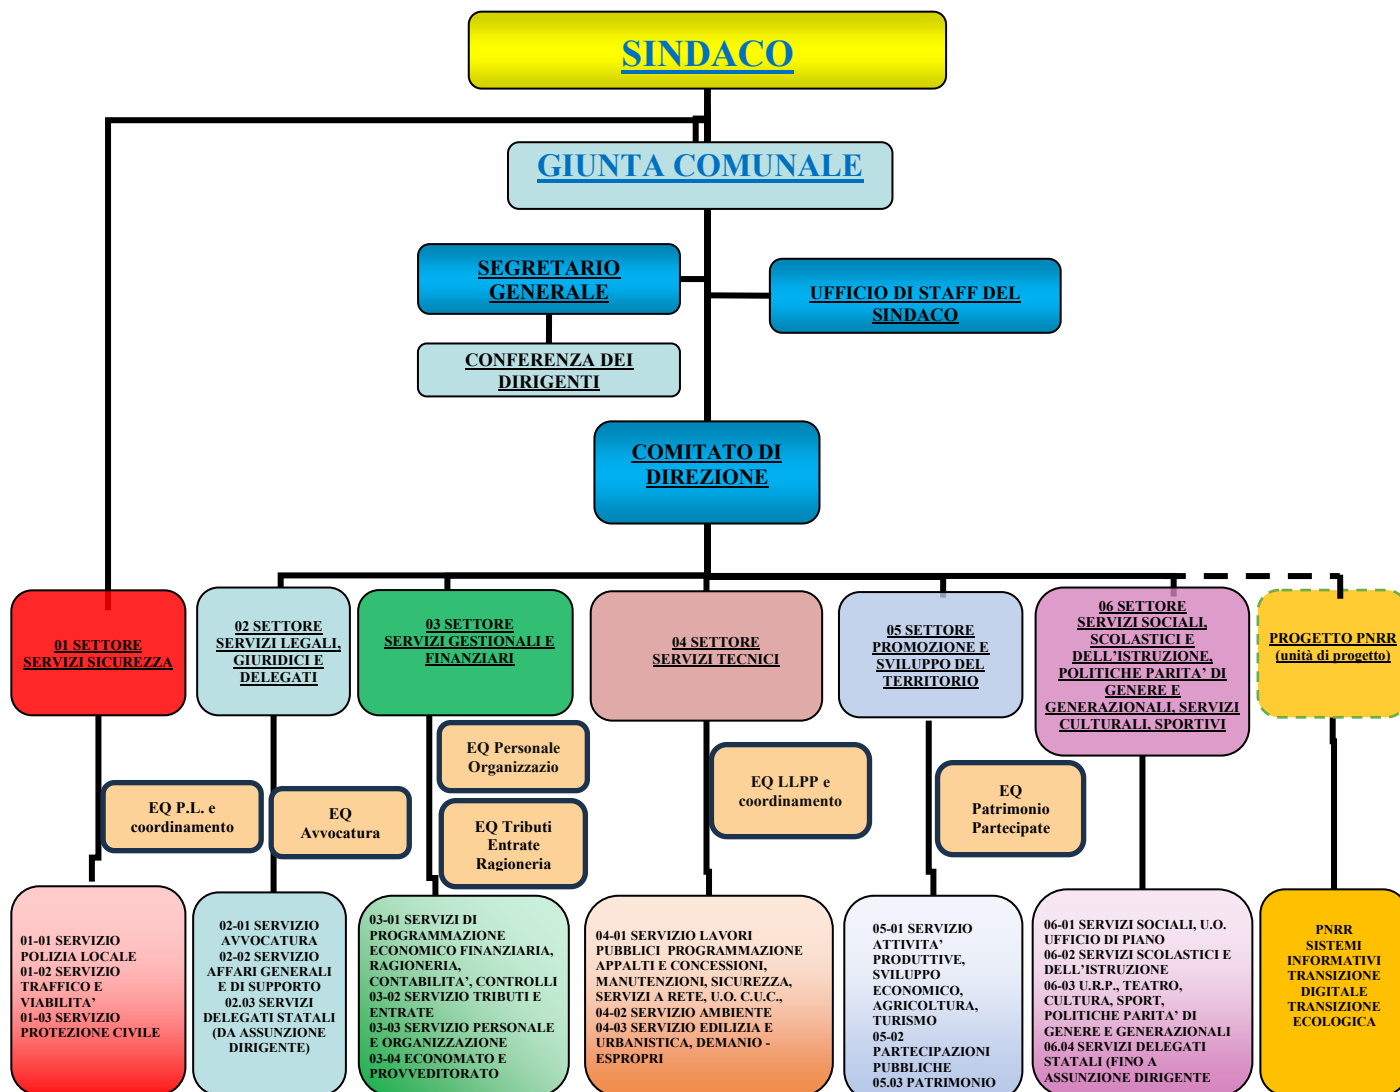 SINDACO
GIUNTA COMUNALE
SEGRETARIO
GENERALE
UFFICIO DI STAFF DEL
SINDACO
CONFERENZA DEI
DIRIGENTI
COMITATO DI
DIREZIONE
01 SETTORE
SERVIZI SICUREZZA
02 SETTORE
SERVIZI LEGALI,
GIURIDICI E
DELEGATI
03 SETTORE
SERVIZI GESTIONALI E
FINANZIARI
04 SETTORE
SERVIZI TECNICI
05 SETTORE
PROMOZIONE E
SVILUPPO DEL
TERRITORIO
06 SETTORE
SERVIZI SOCIALI,
SCOLASTICI E
DELL'ISTRUZIONE,
POLITICHE PARITA' DI
GENERE E
GENERAZIONALI, SERVIZI
CULTURALI, SPORTIVI
PROGETTO PNRR
(unità di progetto)
EQ P.L. e
coordinamento
EQ
Avvocatura
EQ Personale
Organizzazio
EQ Tributi
Entrate
Ragioneria
EQ LLPP e
coordinamento
EQ
Patrimonio
Partecipate
01-01 SERVIZIO
POLIZIA LOCALE
01-02 SERVIZIO
TRAFFICO E
VIABILITA'
01-03 SERVIZIO
PROTEZIONE CIVILE
02-01 SERVIZIO
AVVOCATURA
02-02 SERVIZIO
AFFARI GENERALI
E DI SUPPORTO
02.03 SERVIZI
DELEGATI STATALI
(DA ASSUNZIONE
DIRIGENTE)
03-01 SERVIZI DI
PROGRAMMAZIONE
ECONOMICO FINANZIARIA,
RAGIONERIA,
CONTABILITA', CONTROLLI
03-02 SERVIZIO TRIBUTI E
ENTRATE
03-03 SERVIZIO PERSONALE
E ORGANIZZAZIONE
03-04 ECONOMATO E
PROVVEDITORATO
04-01 SERVIZIO LAVORI
PUBBLICI PROGRAMMAZIONE
APPALTI E CONCESSIONI,
MANUTENZIONI, SICUREZZA,
SERVIZI A RETE, U.O. C.U.C.,
04-02 SERVIZIO AMBIENTE
04-03 SERVIZIO EDILIZIA E
URBANISTICA, DEMANIO -
ESPROPRI
05-01 SERVIZIO
ATTIVITA'
PRODUTTIVE,
SVILUPPO
ECONOMICO,
AGRICOLTURA,
TURISMO
05-02
PARTECIPAZIONI
PUBBLICHE
05.03 PATRIMONIO
06-01 SERVIZI SOCIALI, U.O.
UFFICIO DI PIANO
06-02 SERVIZI SCOLASTICI E
DELL'ISTRUZIONE
06-03 U.R.P., TEATRO,
CULTURA, SPORT,
POLITICHE PARITA' DI
GENERE E GENERAZIONALI
06.04 SERVIZI DELEGATI
STATALI (FINO A
ASSUNZIONE DIRIGENTE
PNRR
SISTEMI
INFORMATIVI
TRANSIZIONE
DIGITALE
TRANSIZIONE
ECOLOGICA